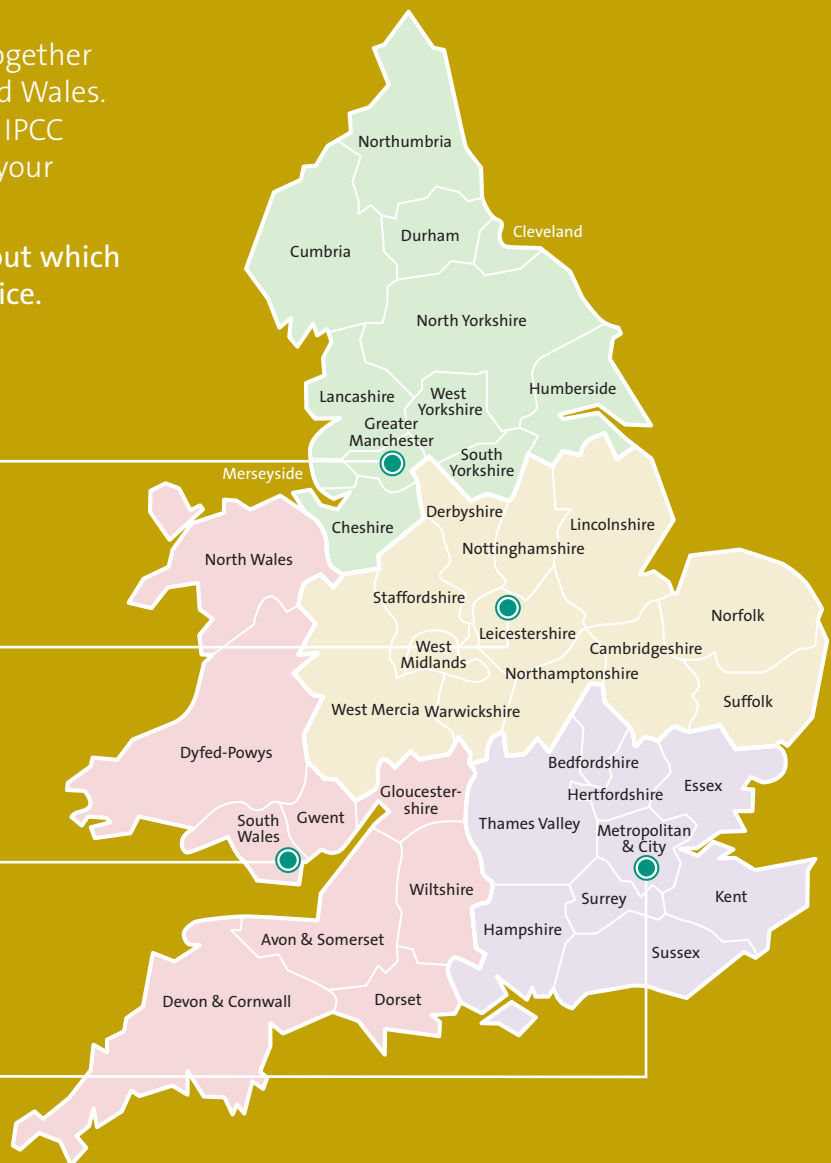 ogether
d Wales.
IPCC
your
out which
ice.
Northumbria
Cleveland
Durham
Cumbria
North Yorkshire
Humberside
Lancashire
West
Yorkshire
Greater
Manchester
South
Yorkshire
Merseyside
Cheshire
Derbyshire
Lincolnshire
Nottinghamshire
North Wales
Staffordshire
Norfolk
Leicestershire
Cambridgeshire
West
Midlands
Northamptonshire
Suffolk
West Mercia
Warwickshire
Dyfed-Powys
Bedfordshire
Essex
Gloucester-
shire
Hertfordshire
Gwent
South
Wales
Thames Valley
Metropolitan
& City
Wiltshire
Surrey
Kent
Hampshire
Avon & Somerset
Sussex
Devon & Cornwall
Dorset